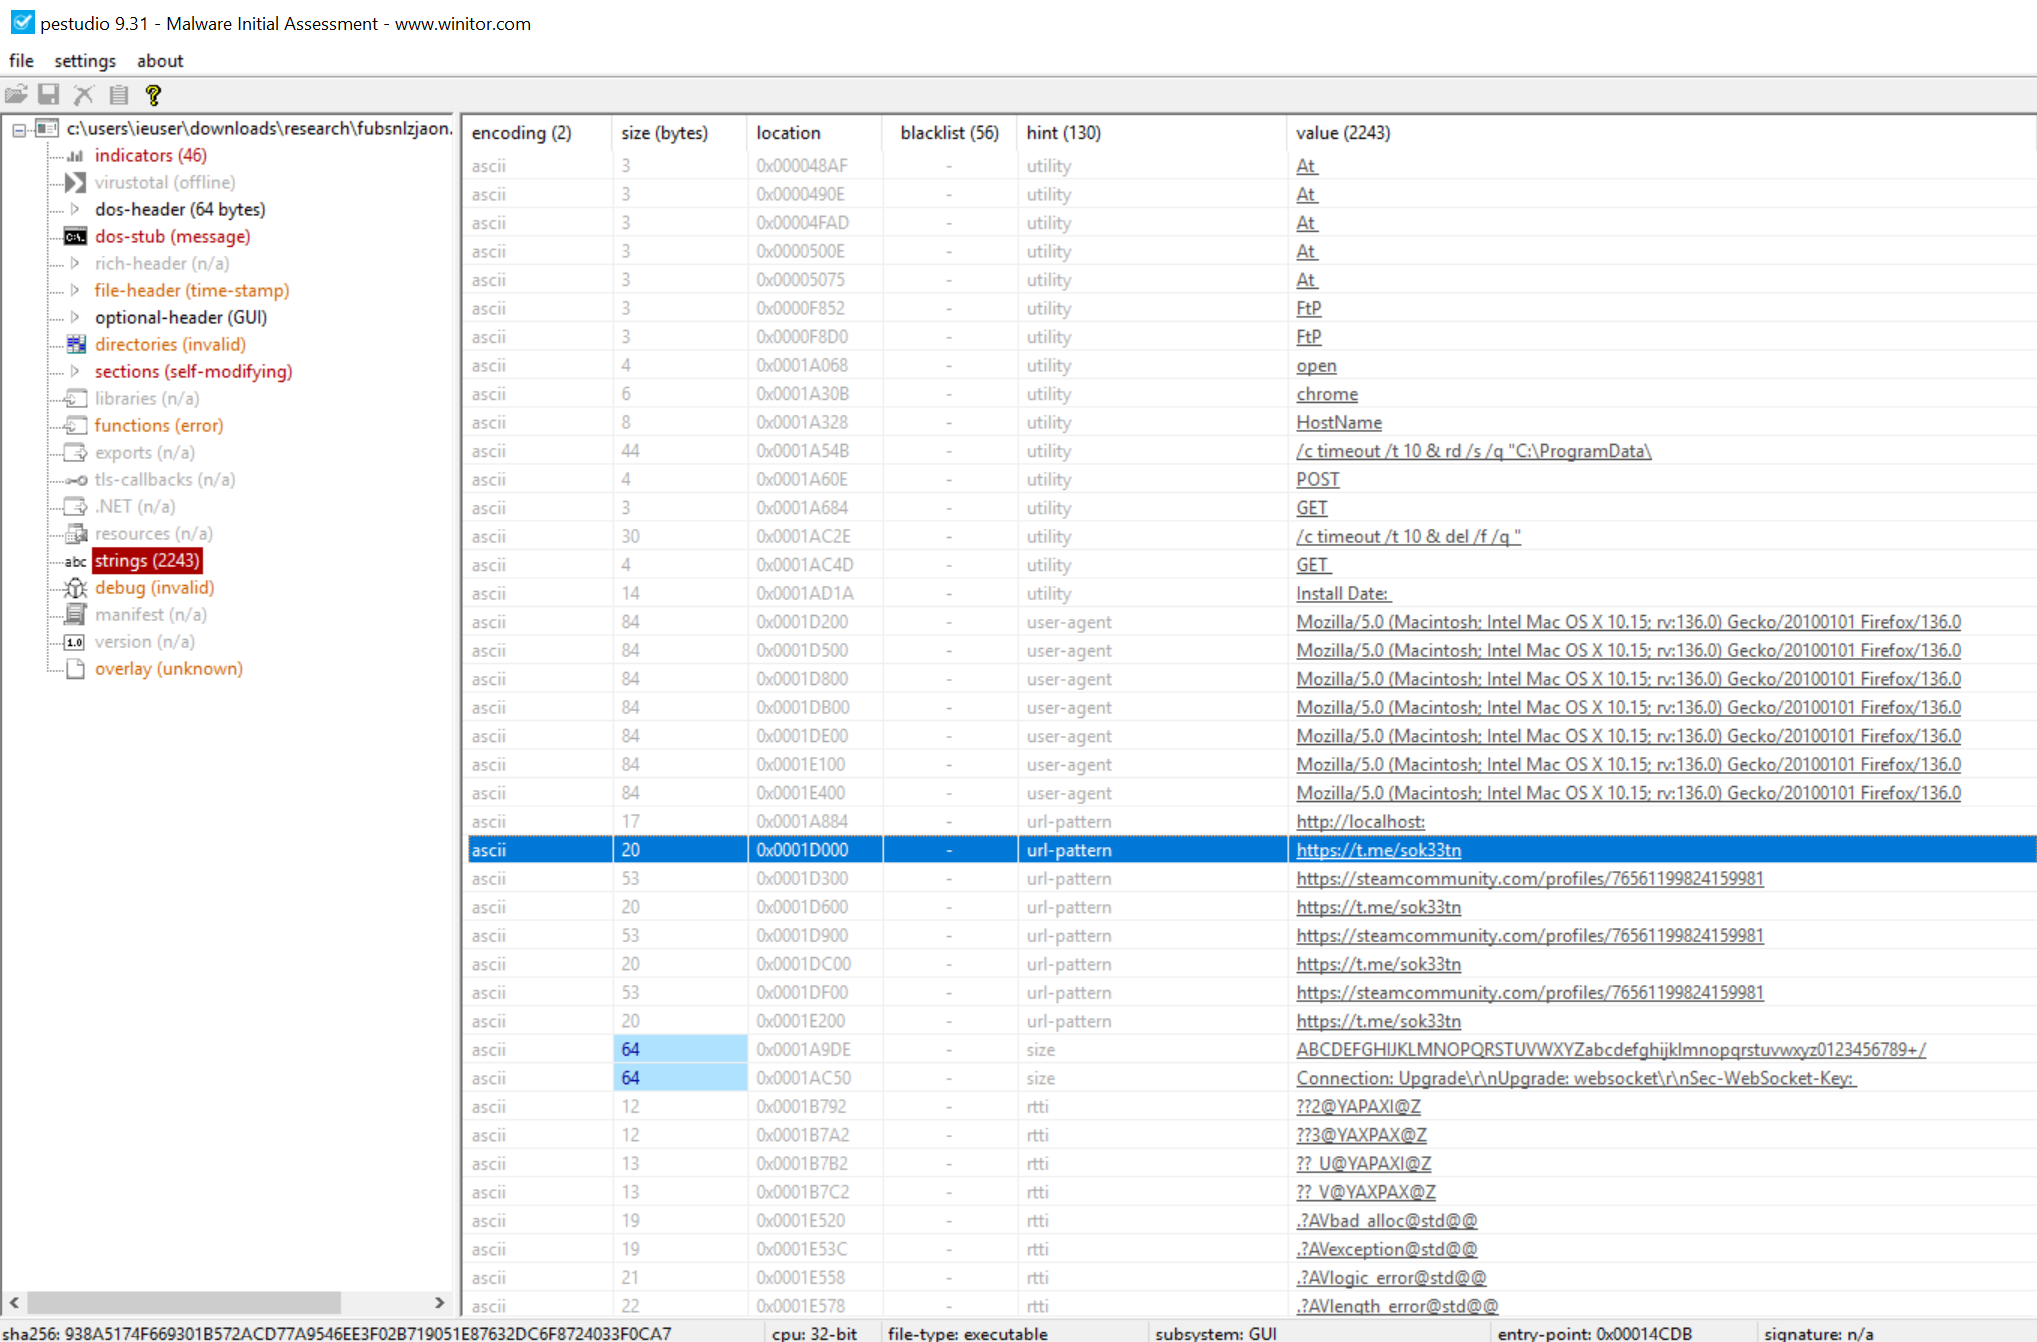 pestudio 9.31 - Malware Initial Assessment - www.winitor.com
file settings about
c:\users\ieuser\downloads\research\fubsnlzjaon.
indicators (46)
virustotal (offline)
dos-header (64 bytes)
dos-stub (message)
rich-header (n/a)
file-header (time-stamp)
optional-header (GUI)
directories (invalid)
sections (self-modifying)
libraries (n/a)
functions (error)
exports (n/a)
tls-callbacks (n/a)
.NET (n/a)
resources (n/a)
abc strings (2243)
debug (invalid)
manifest (n/a)
1.0 version (n/a)
overlay (unknown)
encoding (2) size (bytes) location blacklist (56) hint (130) value (2243)
ascii 3 0x000048AF - utility At
ascii 3 0x0000490E - utility At
ascii 3 0x00004FAD - utility At
ascii 3 0x0000500E - utility At
ascii 3 0x00005075 - utility At
ascii 3 0x0000F852 - utility FtP
ascii 3 0x0000F8D0 - utility FtP
ascii 4 0x0001A068 - utility open
ascii 6 0x0001A30B - utility chrome
ascii 8 0x0001A328 - utility HostName
ascii 44 0x0001A54B - utility /c timeout /t 10 & rd /s /q "C:\ProgramData\
ascii 4 0x0001A60E - utility POST
ascii 3 0x0001A684 - utility GET
ascii 30 0x0001AC2E - utility /c timeout /t 10 & del /f /q "
ascii 4 0x0001AC4D - utility GET
ascii 14 0x0001AD1A - utility Install Date:
ascii 84 0x0001D200 - user-agent Mozilla/5.0 (Macintosh; Intel Mac OS X 10.15; rv:136.0) Gecko/20100101 Firefox/136.0
ascii 84 0x0001D500 - user-agent Mozilla/5.0 (Macintosh; Intel Mac OS X 10.15; rv:136.0) Gecko/20100101 Firefox/136.0
ascii 84 0x0001D800 - user-agent Mozilla/5.0 (Macintosh; Intel Mac OS X 10.15; rv:136.0) Gecko/20100101 Firefox/136.0
ascii 84 0x0001DB00 - user-agent Mozilla/5.0 (Macintosh; Intel Mac OS X 10.15; rv:136.0) Gecko/20100101 Firefox/136.0
ascii 84 0x0001DE00 - user-agent Mozilla/5.0 (Macintosh; Intel Mac OS X 10.15; rv:136.0) Gecko/20100101 Firefox/136.0
ascii 84 0x0001E100 - user-agent Mozilla/5.0 (Macintosh; Intel Mac OS X 10.15; rv:136.0) Gecko/20100101 Firefox/136.0
ascii 84 0x0001E400 - user-agent Mozilla/5.0 (Macintosh; Intel Mac OS X 10.15; rv:136.0) Gecko/20100101 Firefox/136.0
ascii 17 0x0001A884 - url-pattern http://localhost:
ascii 20 0x0001D000 - url-pattern https://t.me/sok33tn
ascii 53 0x0001D300 - url-pattern https://steamcommunity.com/profiles/76561199824159981
ascii 20 0x0001D600 - url-pattern https://t.me/sok33tn
ascii 53 0x0001D900 - url-pattern https://steamcommunity.com/profiles/76561199824159981
ascii 20 0x0001DC00 - url-pattern https://t.me/sok33tn
ascii 53 0x0001DF00 - url-pattern https://steamcommunity.com/profiles/76561199824159981
ascii 20 0x0001E200 - url-pattern https://t.me/sok33tn
ascii 64 0x0001A9DE - size ABCDEFGHIJKLMNOPQRSTUVWXYZabcdefghijklmnopqrstuvwxyz0123456789+/
ascii 64 0x0001AC50 - size Connection: Upgrade\r\nUpgrade: websocket\r\nSec-WebSocket-Key:
ascii 12 0x0001B792 - rtti ??2@YAPAXI@Z
ascii 12 0x0001B7A2 - rtti ??3@YAXPAX@Z
ascii 13 0x0001B7B2 - rtti ??_U@YAPAXI@Z
ascii 13 0x0001B7C2 - rtti ??_V@YAXPAX@Z
ascii 19 0x0001E520 - rtti .?AVbad_alloc@std@@
ascii 19 0x0001E53C - rtti .?AVexception@std@@
ascii 21 0x0001E558 - rtti .?AVlogic_error@std@@
ascii 22 0x0001E578 - rtti .?AVlength_error@std@@
sha256: 938A5174F669301B572ACD77A9546EE3F02B719051E87632DC6F8724033F0CA7 cpu: 32-bit file-type: executable subsystem: GUI entry-point: 0x00014CDB signature: n/a